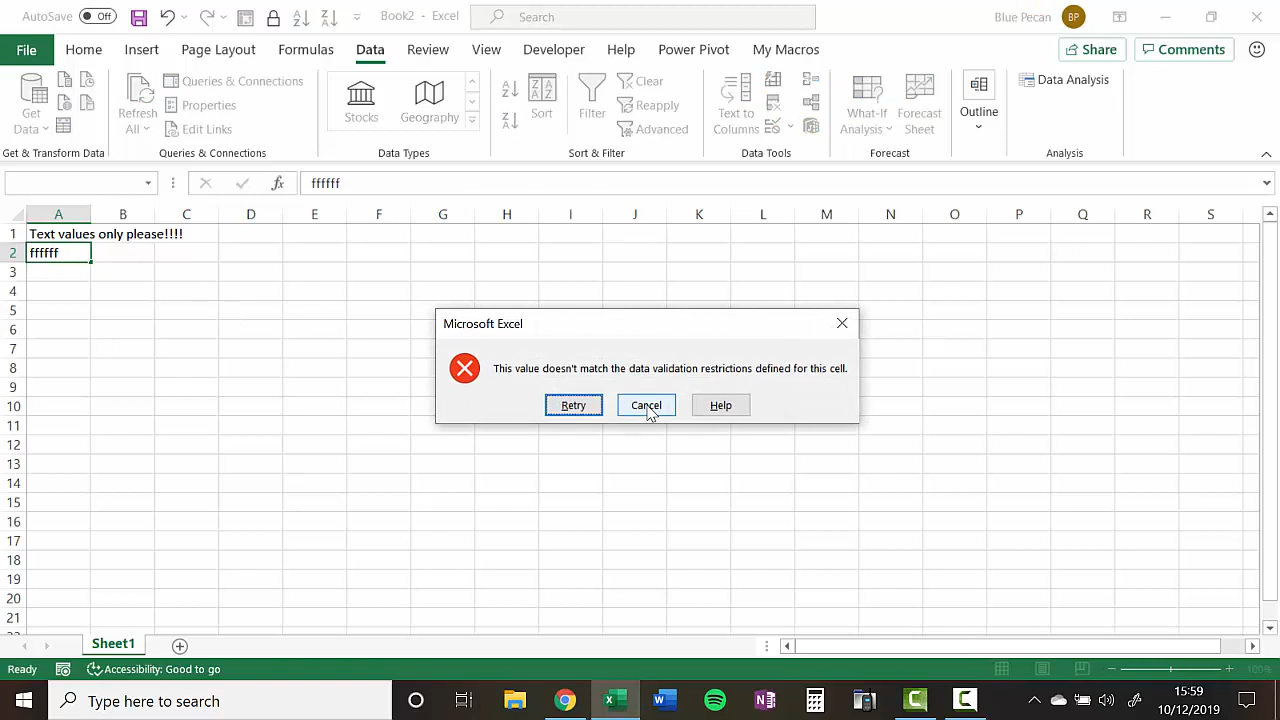 AutoSave Off Book2 - Excel Search Blue Pecan BP
File Home Insert Page Layout Formulas Data Review View Developer Help Power Pivot My Macros Share Comments
Get Data
Refresh All
Queries & Connections
Properties
Edit Links
Stocks
Geography
Sort
Filter
Clear
Reapply
Advanced
Text to Columns
What-If Analysis
Forecast Sheet
Outline
Data Analysis
Get & Transform Data Queries & Connections Data Types Sort & Filter Data Tools Forecast Analysis
fx ffffff
A B C D E F G H I J K L M N O P Q R S
1 Text values only please!!!!
2 ffffff
3
4
5
6
7
8
9
10
11
12
13
14
15
16
17
18
19
20
21
Microsoft Excel
This value doesn't match the data validation restrictions defined for this cell.
Retry Cancel Help
Sheet1
Ready Accessibility: Good to go 100%
Type here to search
15:59
10/12/2019